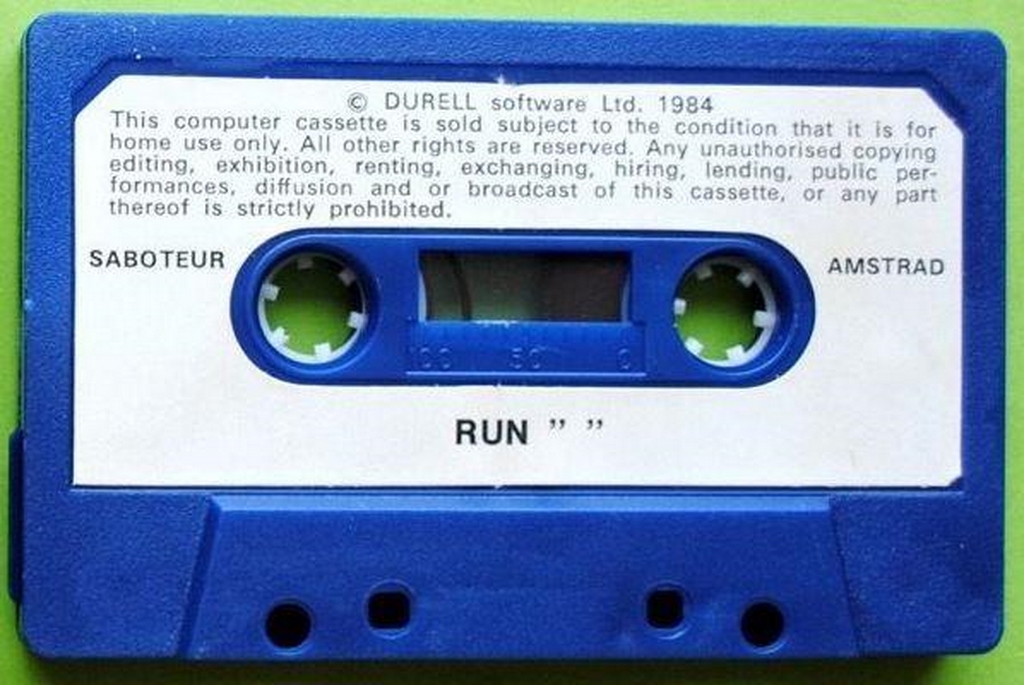 © DURELL software Ltd. 1984
This computer cassette is sold subject to the condition that it is for
home use only. All other rights are reserved. Any unauthorised copying
editing, exhibition, renting, exchanging, hiring, lending, public per-
formances, diffusion and or broadcast of this cassette, or any part
thereof is strictly prohibited.
SABOTEUR
AMSTRAD
100 50 0
RUN ” ”